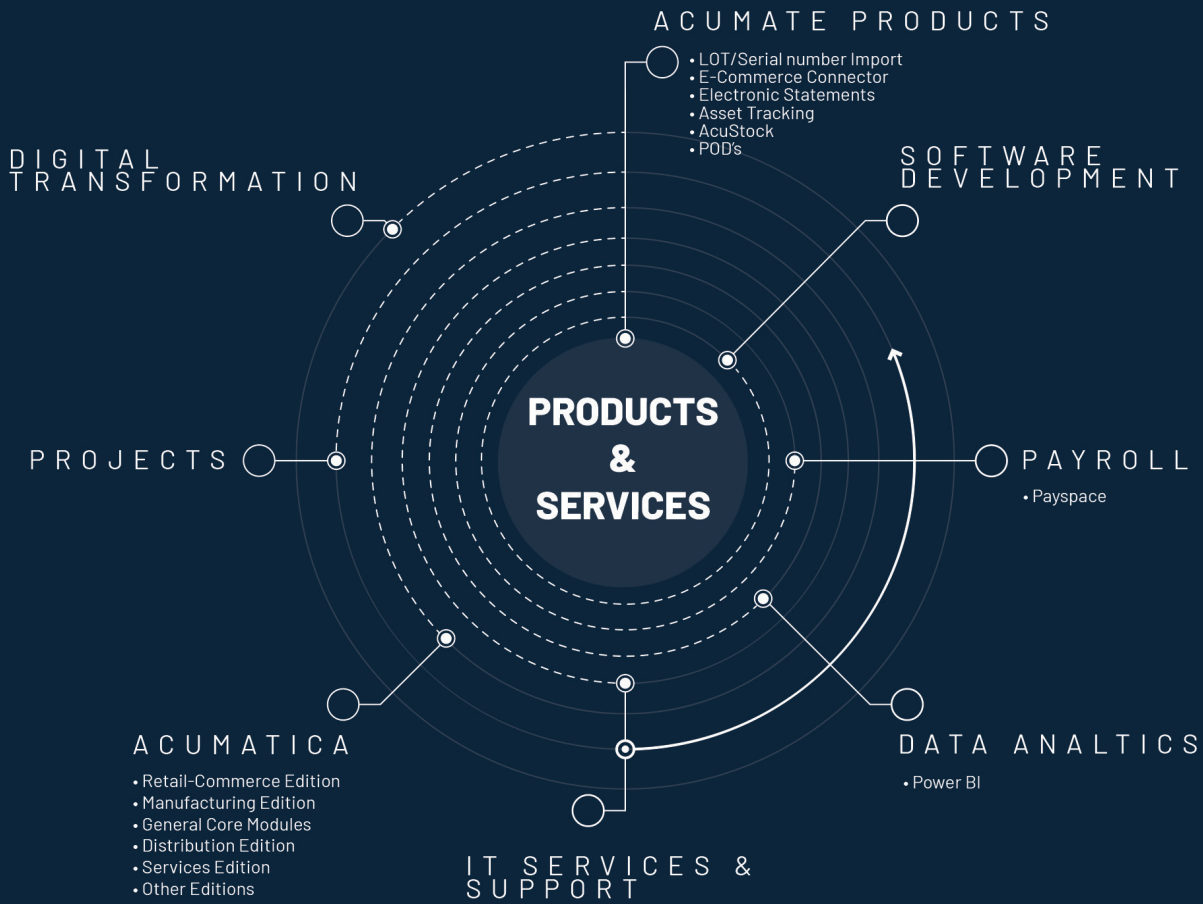 ACUMATE PRODUCTS
• LOT/Serial number Import
• E-Commerce Connector
• Electronic Statements
• Asset Tracking
• AcuStock
• POD's
SOFTWARE
DEVELOPMENT
DIGITAL
TRANSFORMATION
PRODUCTS
&
SERVICES
PROJECTS
PAYROLL
• Payspace
ACUMATICA
• Retail-Commerce Edition
• Manufacturing Edition
• General Core Modules
• Distribution Edition
• Services Edition
• Other Editions
DATA ANALTICS
• Power BI
IT SERVICES &
SUPPORT